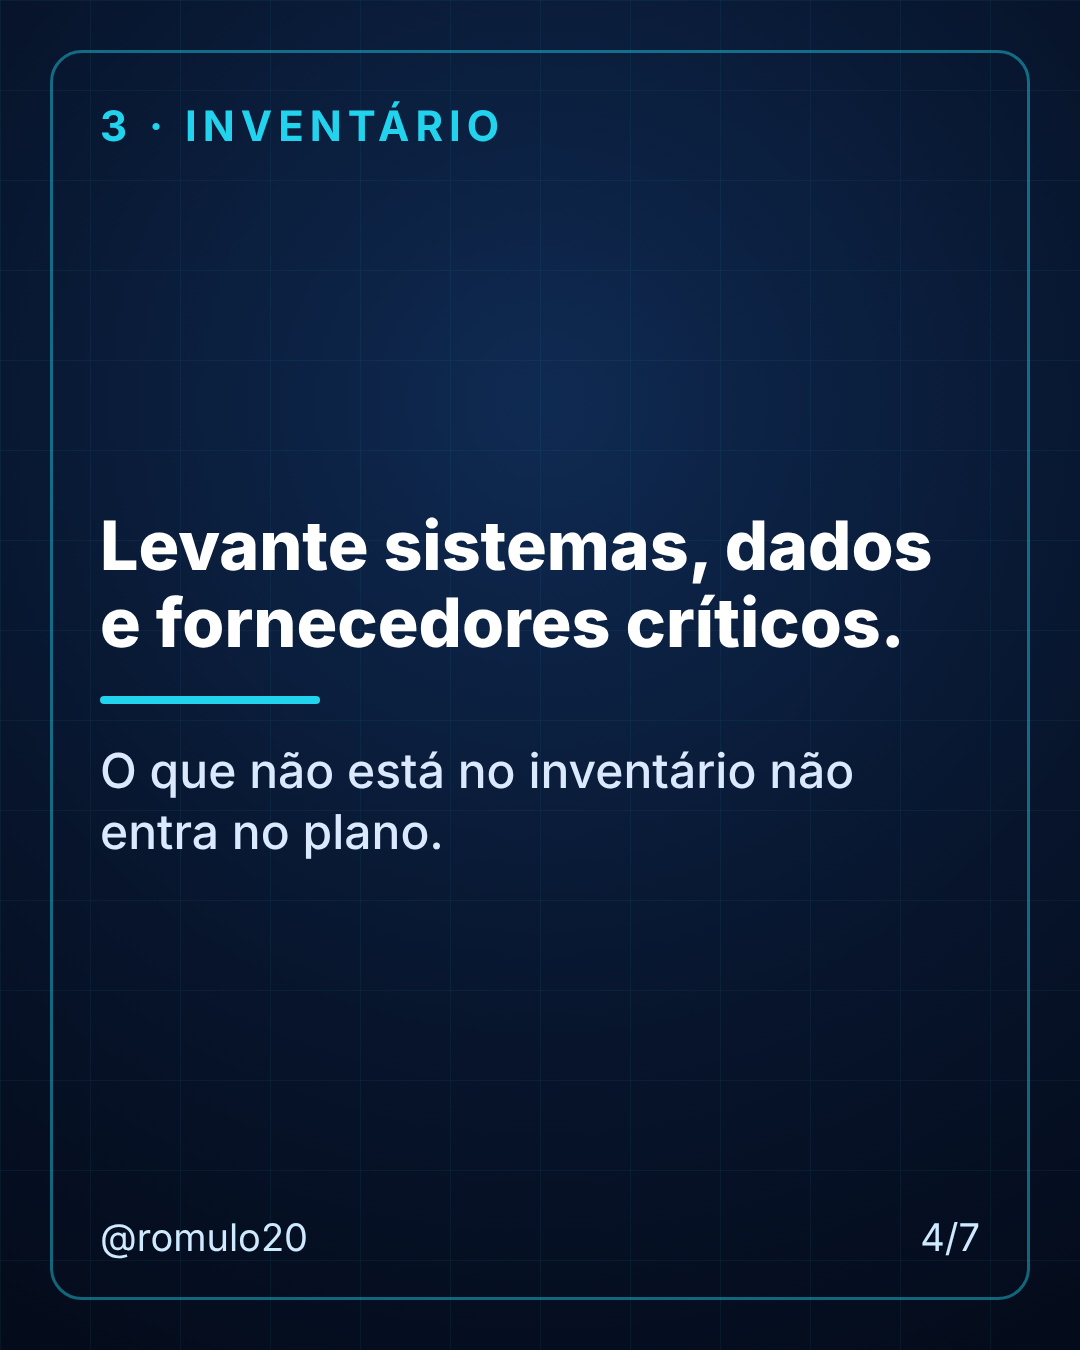 3 · INVENTÁRIO
Levante sistemas, dados
e fornecedores críticos.
O que não está no inventário não
entra no plano.
@romulo20
4/7